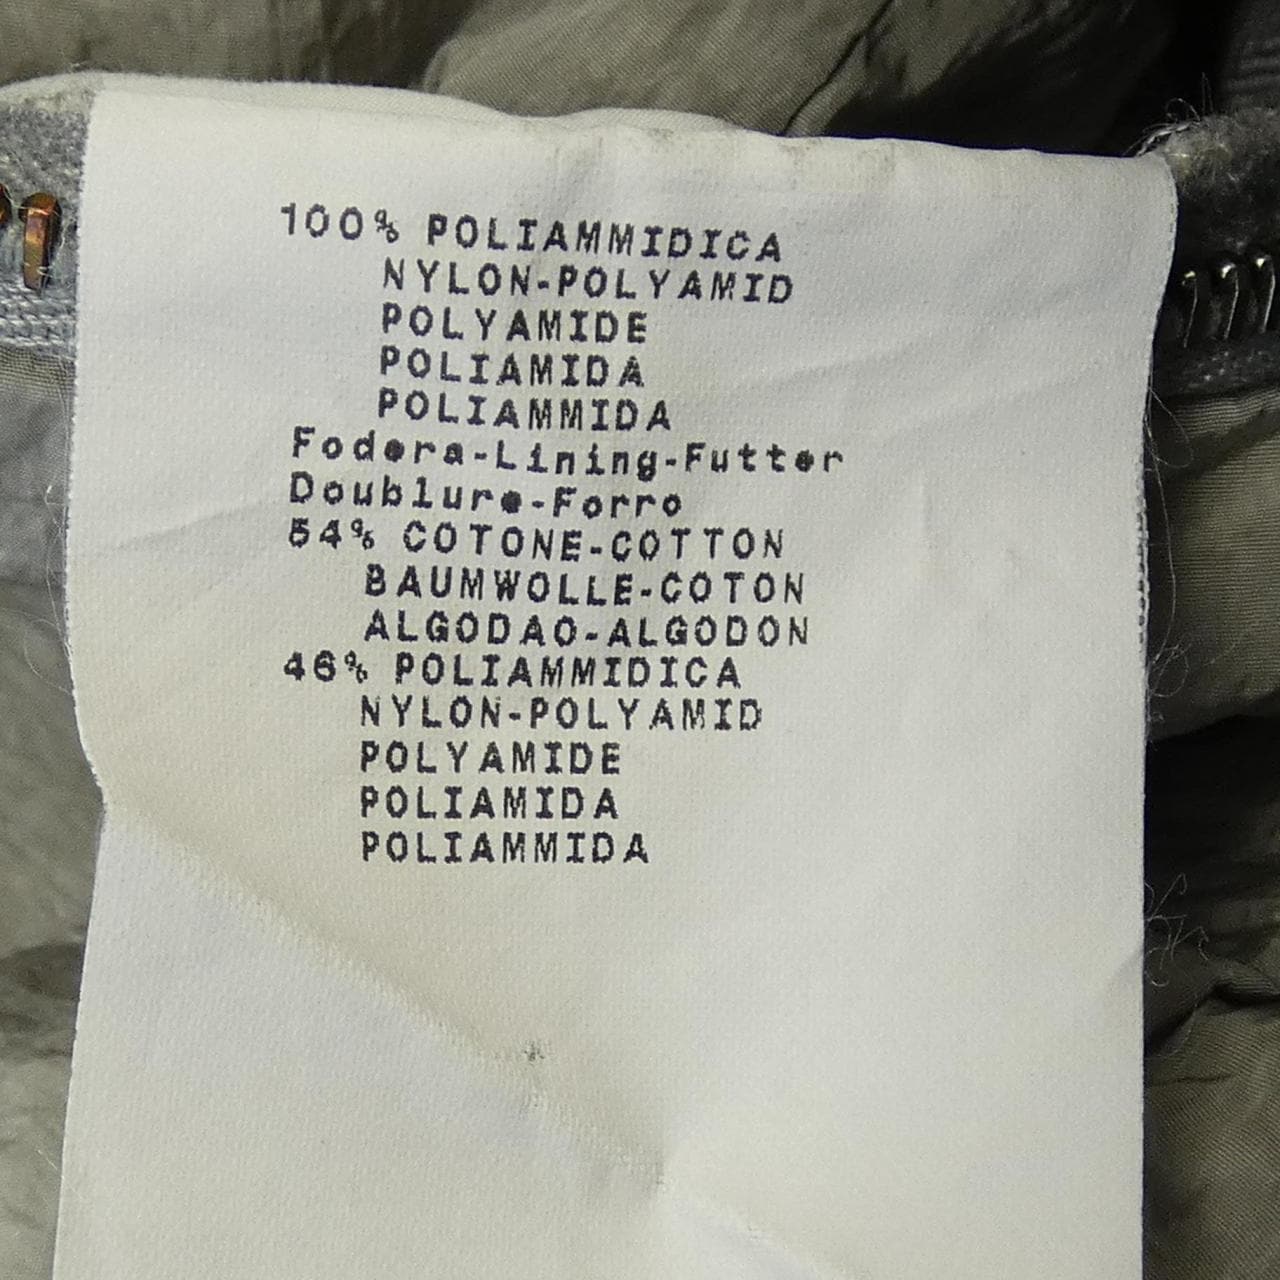 100% POLIAMMIDICA
NYLON-POLYAMID
POLYAMIDE
POLIAMIDA
POLIAMMIDA
Fodera-Lining-Futter
Doublure-Forro
54% COTONE-COTTON
BAUMWOLLE-COTON
ALGODAO-ALGODON
46% POLIAMMIDICA
NYLON-POLYAMID
POLYAMIDE
POLIAMIDA
POLIAMMIDA